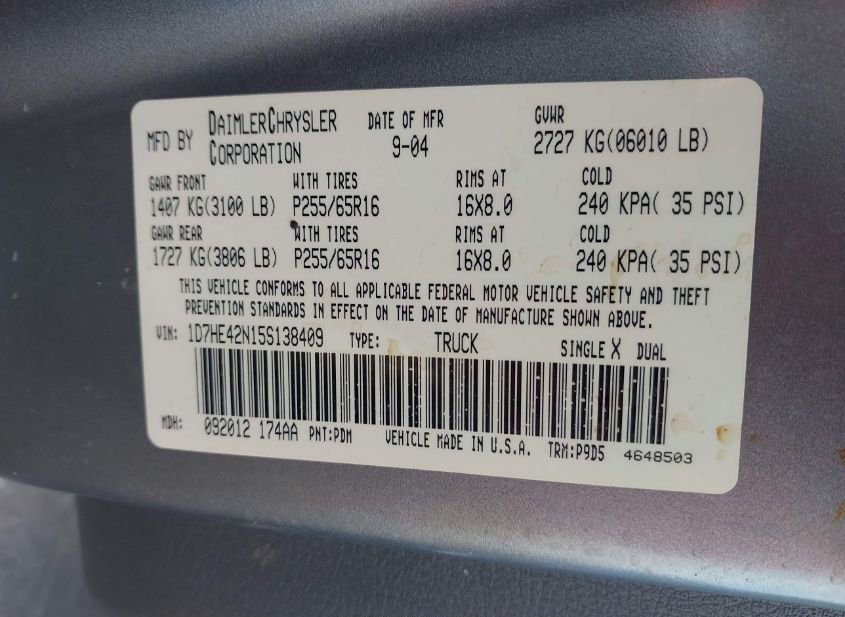 MFD BY DAIMLERCHRYSLER CORPORATION DATE OF MFR 9-04 GVWR 2727 KG(06010 LB)
GAWR FRONT WITH TIRES RIMS AT COLD
1407 KG(3100 LB) P255/65R16 16X8.0 240 KPA( 35 PSI)
GAWR REAR WITH TIRES RIMS AT COLD
1727 KG(3806 LB) P255/65R16 16X8.0 240 KPA( 35 PSI)
THIS VEHICLE CONFORMS TO ALL APPLICABLE FEDERAL MOTOR VEHICLE SAFETY AND THEFT
PREVENTION STANDARDS IN EFFECT ON THE DATE OF MANUFACTURE SHOWN ABOVE.
VIN: 1D7HE42N15S138409 TYPE: TRUCK SINGLE X DUAL
MDH: 092012 174AA PNT:PDM VEHICLE MADE IN U.S.A. TRM:P9D5 4648503